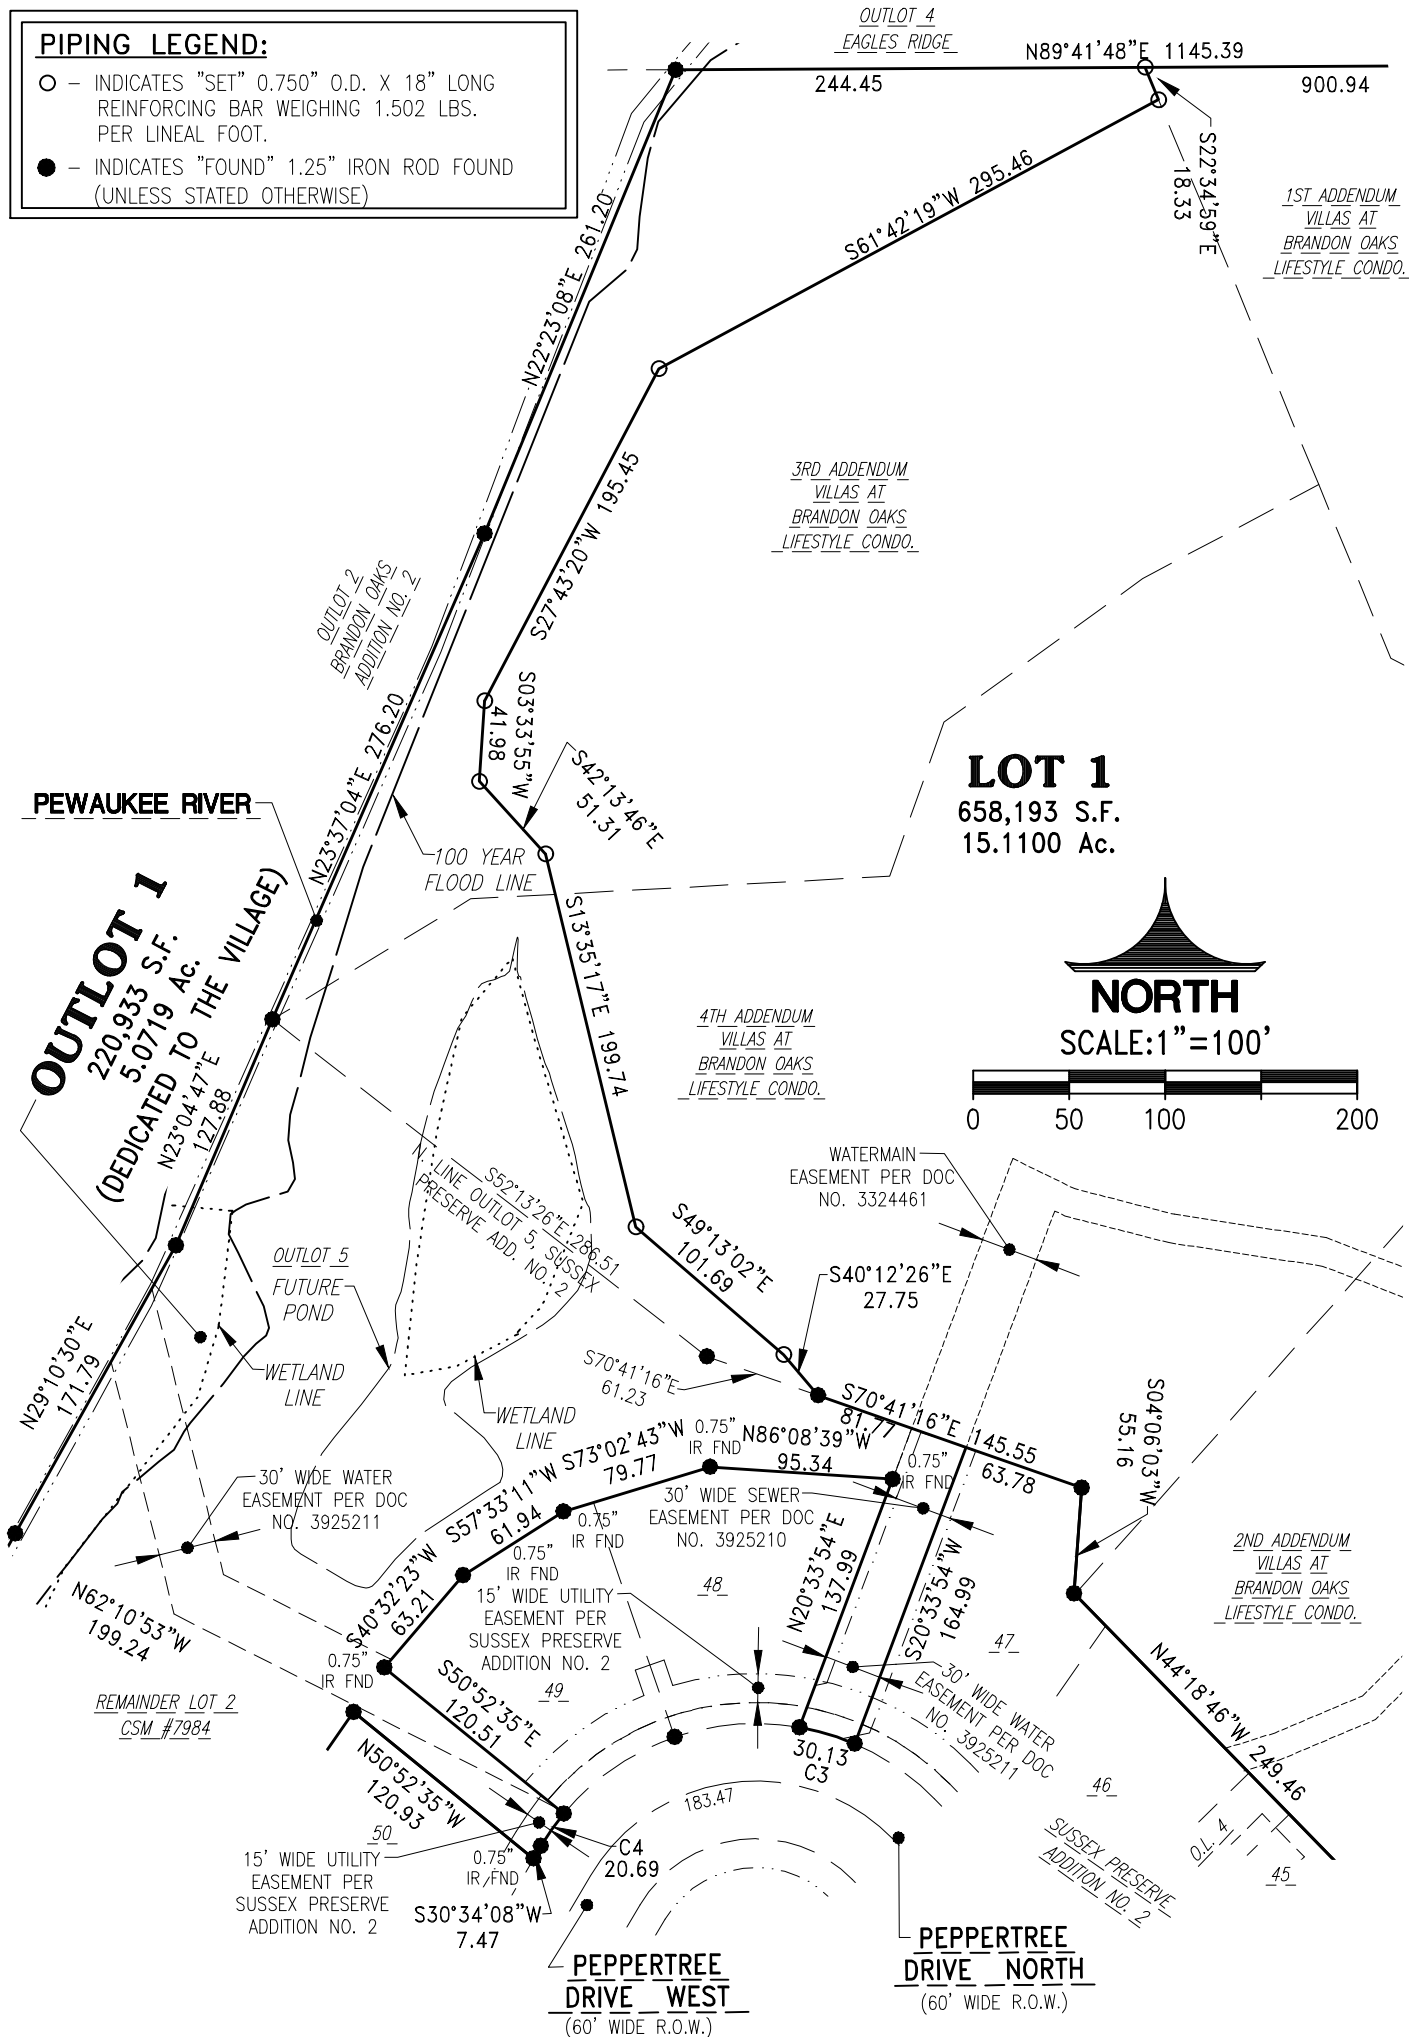 PIPING LEGEND:
O – INDICATES "SET" 0.750" O.D. X 18" LONG
REINFORCING BAR WEIGHING 1.502 LBS.
PER LINEAL FOOT.
● – INDICATES "FOUND" 1.25" IRON ROD FOUND
(UNLESS STATED OTHERWISE)
OUTLOT 4
EAGLES RIDGE
N89°41'48"E 1145.39
244.45
900.94
S22°34'59"E
18.33
1ST ADDENDUM
VILLAS AT
BRANDON OAKS
LIFESTYLE CONDO.
S61°42'19"W 295.46
N22°23'08"E 261.20
S27°43'20"W 195.45
3RD ADDENDUM
VILLAS AT
BRANDON OAKS
LIFESTYLE CONDO.
OUTLOT 2
BRANDON OAKS
ADDITION NO. 2
N23°37'04"E 276.20
S03°33'55"W
41.98
S42°13'46"E
51.31
PEWAUKEE RIVER
100 YEAR
FLOOD LINE
LOT 1
658,193 S.F.
15.1100 Ac.
OUTLOT 1
220,933 S.F.
5.0719 Ac.
(DEDICATED TO THE VILLAGE)
N23°04'47"E
127.88
S13°35'17"E 199.74
NORTH
SCALE:1"=100'
0 50 100 200
4TH ADDENDUM
VILLAS AT
BRANDON OAKS
LIFESTYLE CONDO.
WATERMAIN
EASEMENT PER DOC
NO. 3324461
S52°13'26"E 286.51
N. LINE OUTLOT 5, SUSSEX
PRESERVE ADD. NO. 2
S49°13'02"E
101.69
S40°12'26"E
27.75
OUTLOT 5
FUTURE
POND
WETLAND
LINE
N29°10'30"E
171.79
S70°41'16"E
61.23
WETLAND
LINE
S70°41'16"E 145.55
81.77
63.78
S04°06'03"W
55.16
30' WIDE WATER
EASEMENT PER DOC
NO. 3925211
S73°02'43"W
79.77
0.75"
IR FND
N86°08'39"W
95.34
0.75"
IR FND
S57°33'11"W
61.94
0.75"
IR FND
30' WIDE SEWER
EASEMENT PER DOC
NO. 3925210
0.75"
IR FND
S40°32'23"W
63.21
15' WIDE UTILITY
EASEMENT PER
SUSSEX PRESERVE
ADDITION NO. 2
48
N20°33'54"E
137.99
S20°33'54"W
164.99
47
2ND ADDENDUM
VILLAS AT
BRANDON OAKS
LIFESTYLE CONDO.
N62°10'53"W
199.24
0.75"
IR FND
S50°52'35"E
120.51
49
30' WIDE WATER
EASEMENT PER DOC
NO. 3925211
N44°18'46"W 249.46
REMAINDER LOT 2
CSM #7984
N50°52'35"W
120.93
30.13
C3
183.47
46
O.L. 4
45
SUSSEX PRESERVE
ADDITION NO. 2
50
C4
20.69
0.75"
IR FND
15' WIDE UTILITY
EASEMENT PER
SUSSEX PRESERVE
ADDITION NO. 2
S30°34'08"W
7.47
PEPPERTREE
DRIVE WEST
(60' WIDE R.O.W.)
PEPPERTREE
DRIVE NORTH
(60' WIDE R.O.W.)